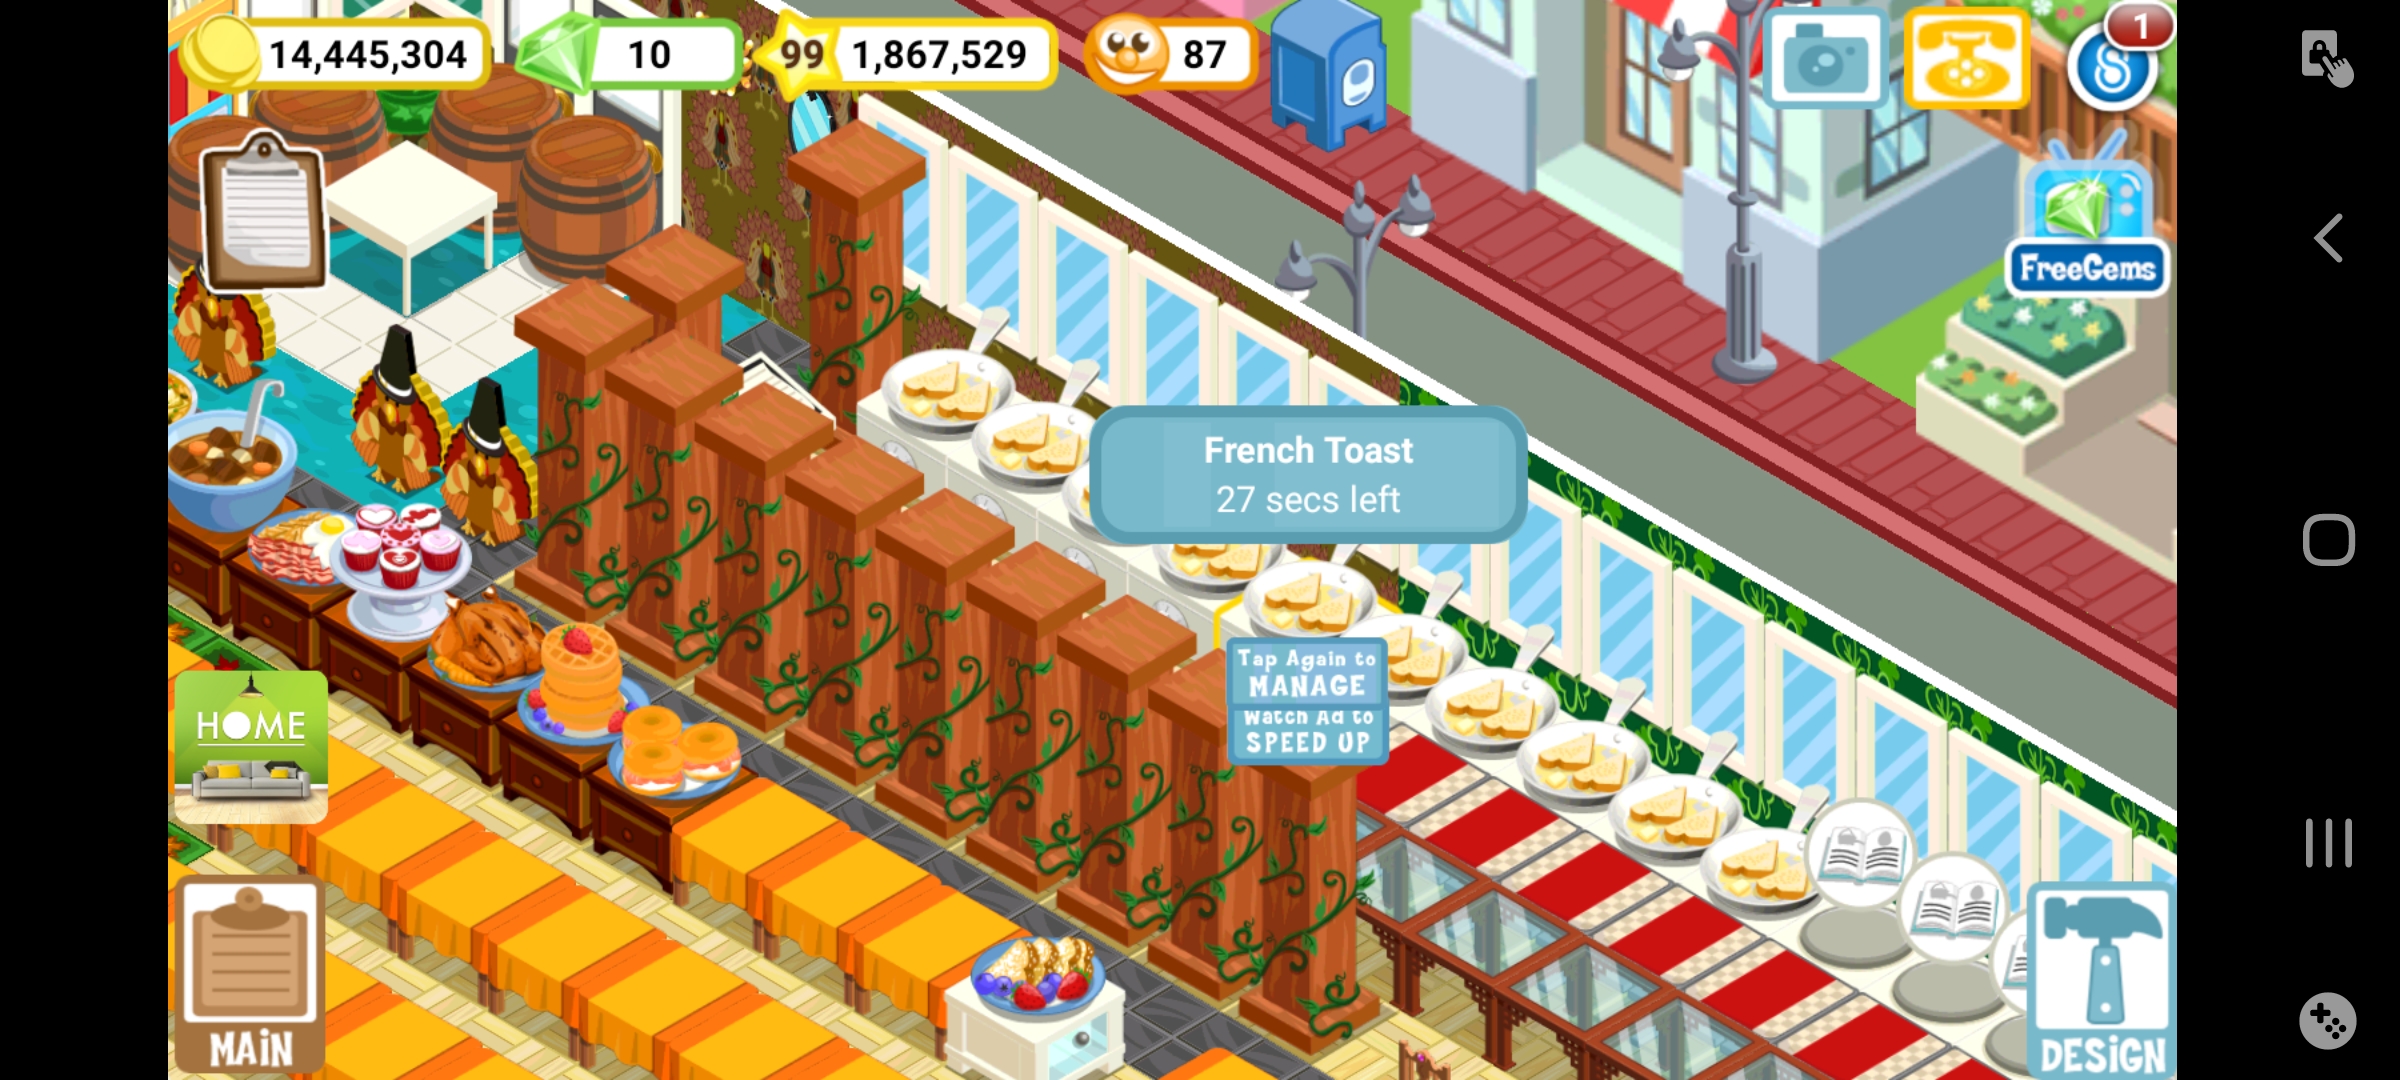 14,445,304
10
99
1,867,529
87
1
FreeGems
French Toast
27 secs left
Tap Again to
MANAGE
Watch Ad to
SPEED UP
HOME
MAiN
DESiGN